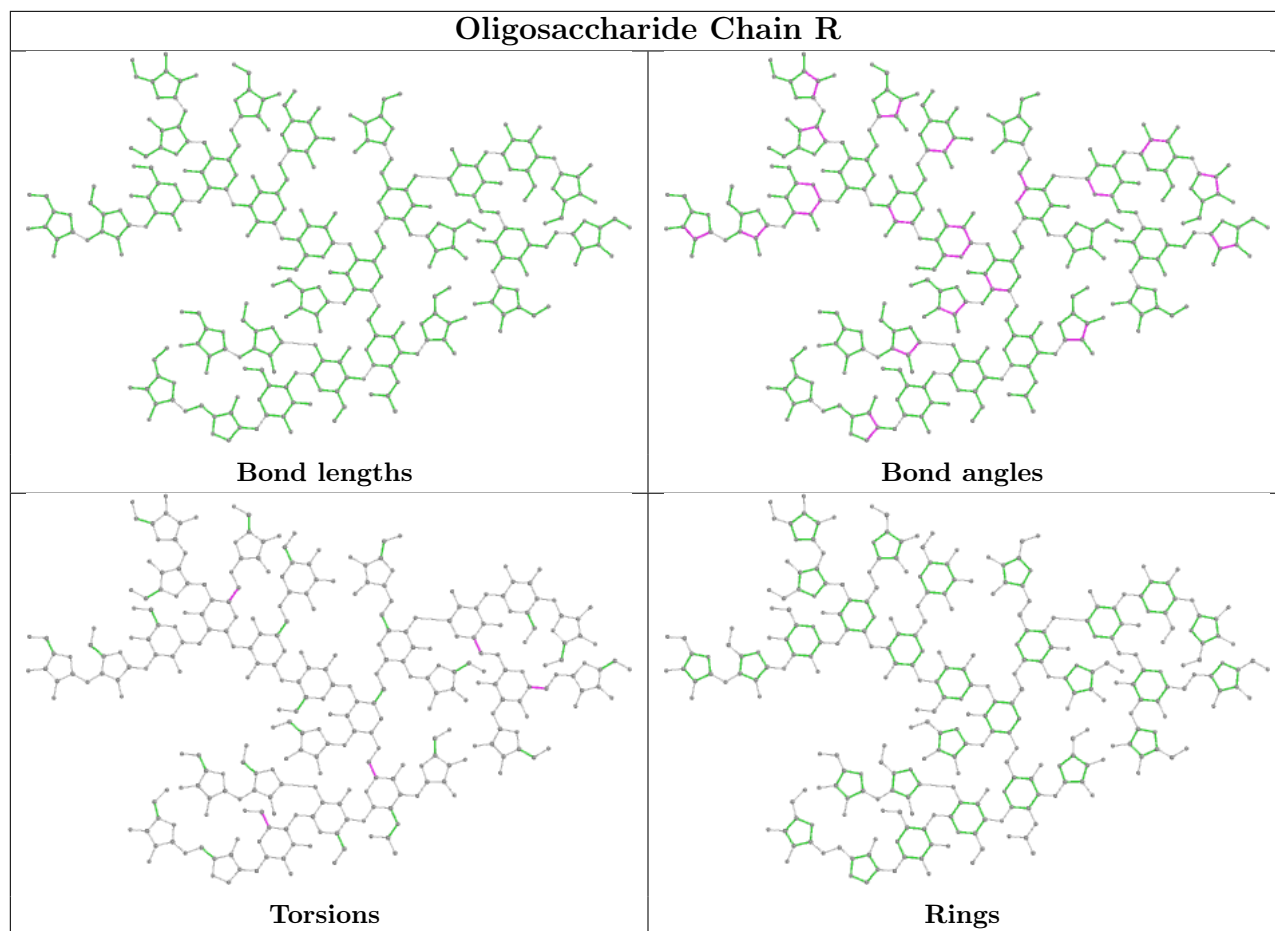 Oligosaccharide Chain R
Bond lengths
Bond angles
Torsions
Rings